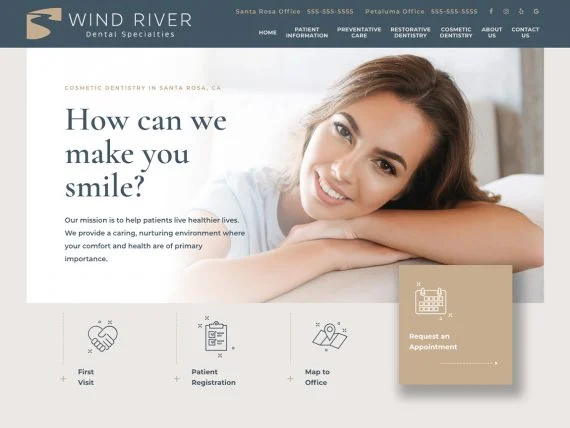 WIND RIVER
Dental Specialties
Santa Rosa Office 555-555-5555 Petaluma Office 555-555-5555
HOME
PATIENT
INFORMATION
PREVENTATIVE
CARE
RESTORATIVE
DENTISTRY
COSMETIC
DENTISTRY
ABOUT
US
CONTACT
US
COSMETIC DENTISTRY IN SANTA ROSA, CA
How can we
make you
smile?
Our mission is to help patients live healthier lives.
We provide a caring, nurturing environment where
your comfort and health are of primary
importance.
Request an
Appointment
First
Visit
Patient
Registration
Map to
Office